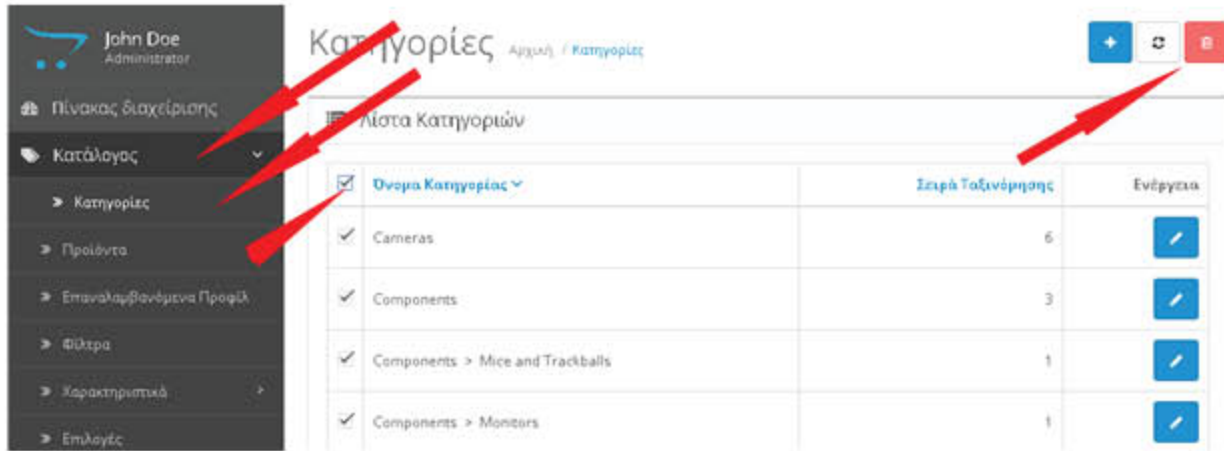 John Doe
Administrator
Πίνακας διαχείρισης
Κατάλογος
Κατηγορίες
Προϊόντα
Επαναλαμβανόμενα Προφίλ
Φίλτρα
Χαρακτηριστικά
Επιλογές
Κατηγορίες Αρχική / Κατηγορίες
Λίστα Κατηγοριών
Όνομα Κατηγορίας Σειρά Ταξινόμησης Ενέργεια
Cameras 6
Components 3
Components > Mice and Trackballs 1
Components > Monitors 1